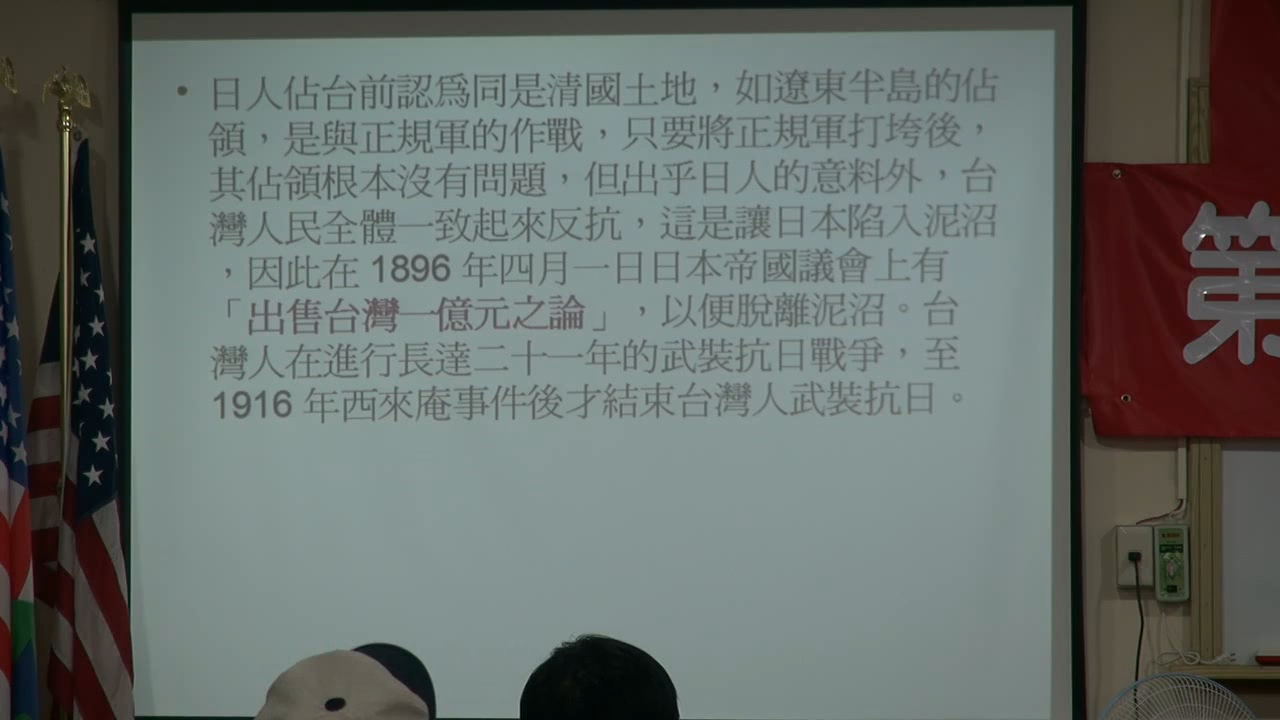 • 日人佔台前認為同是清國土地，如遼東半島的佔
領，是與正規軍的作戰，只要將正規軍打垮後，
其佔領根本沒有問題，但出乎日人的意料外，台
灣人民全體一致起來反抗，這是讓日本陷入泥沼
，因此在 1896 年四月一日日本帝國議會上有
「出售台灣一億元之論」，以便脫離泥沼。台
灣人在進行長達二十一年的武裝抗日戰爭，至
1916 年西來庵事件後才結束台灣人武裝抗日。
第